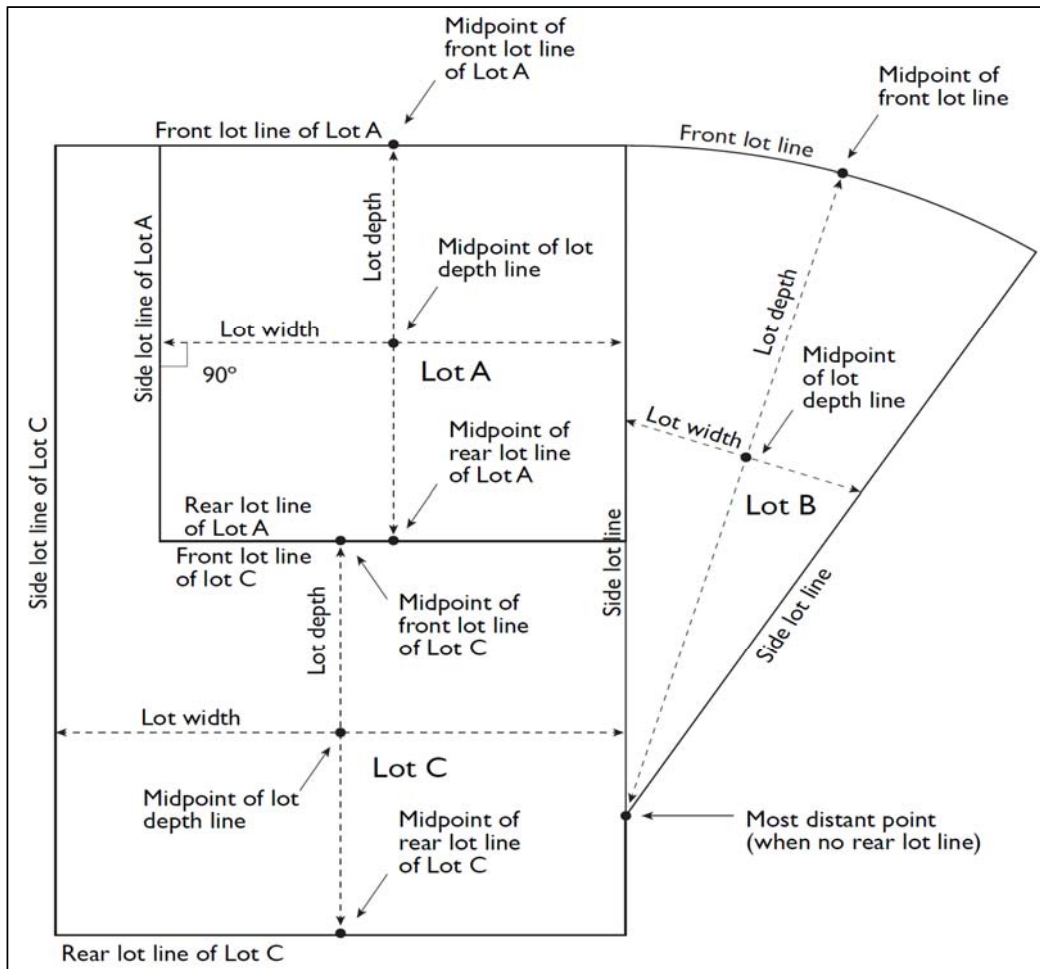 Midpoint of
front lot line
of Lot A
Midpoint of
front lot line
Front lot line of Lot A
Front lot line
Side lot line of Lot A
Lot depth
Midpoint of lot
depth line
Lot depth
Lot width
90º
Lot A
Midpoint
of lot
depth line
Lot width
Side lot line of Lot C
Midpoint of
rear lot line
of Lot A
Lot B
Rear lot line
of Lot A
Front lot line
of lot C
Side lot line
Lot depth
Midpoint of
front lot line
of Lot C
Side lot line
Lot width
Lot C
Midpoint of lot
depth line
Midpoint of
rear lot line
of Lot C
Most distant point
(when no rear lot line)
Rear lot line of Lot C